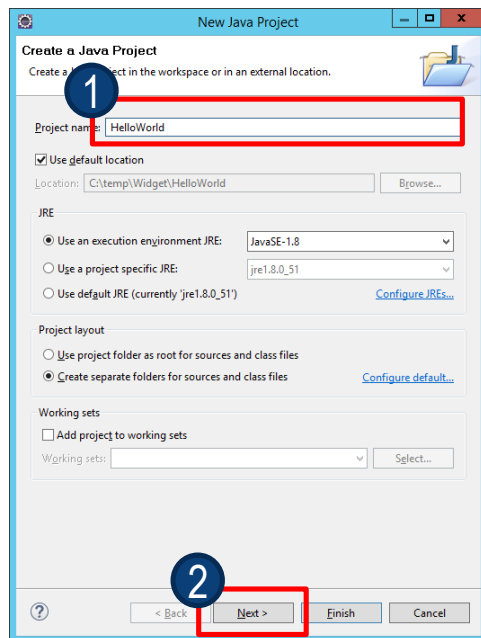 New Java Project
Create a Java Project
Create a J ject in the workspace or in an external location.
1
Project name: HelloWorld
Use default location
Location: C:\temp\Widget\HelloWorld Browse...
JRE
Use an execution environment JRE: JavaSE-1.8
Use a project specific JRE: jre1.8.0_51
Use default JRE (currently 'jre1.8.0_51') Configure JREs...
Project layout
Use project folder as root for sources and class files
Create separate folders for sources and class files Configure default...
Working sets
Add project to working sets
Working sets: Select...
2
? < Back Next > Finish Cancel